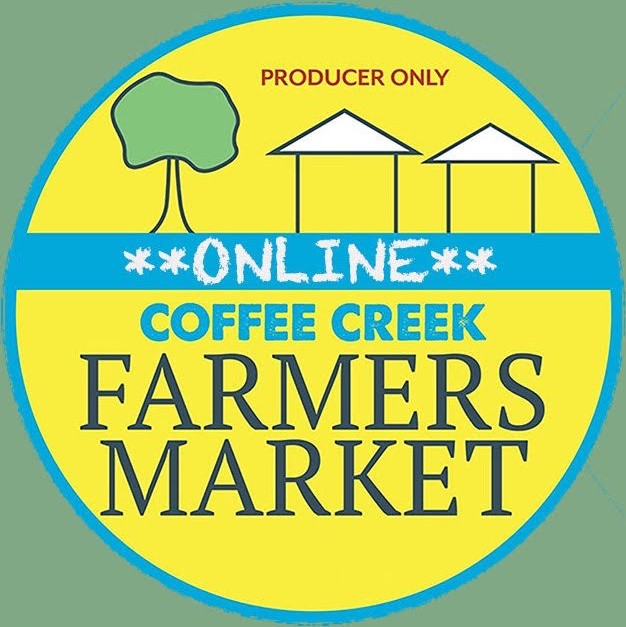 PRODUCER ONLY
**ONLINE**
COFFEE CREEK
FARMERS
MARKET